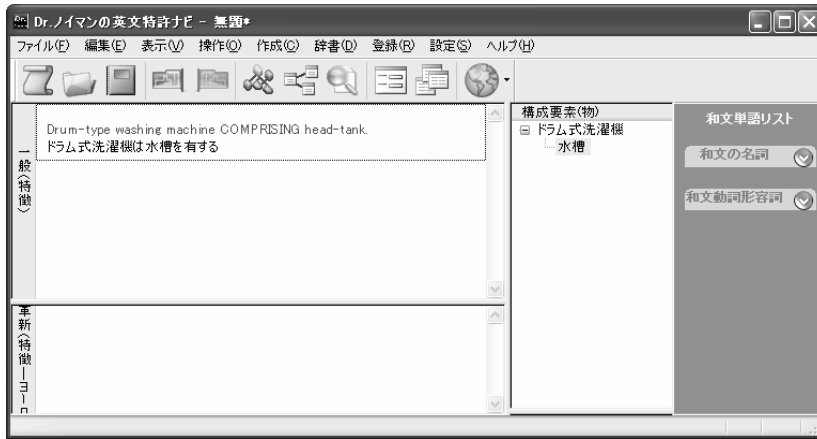 Dr.ノイマンの英文特許ナビ - 無題*
ファイル(F) 編集(E) 表示(V) 操作(O) 作成(C) 辞書(D) 登録(R) 設定(S) ヘルプ(H)
一般(特徴)
Drum-type washing machine COMPRISING head-tank.
ドラム式洗濯機は水槽を有する
革新(特徴—ヨーロ
構成要素(物)
ドラム式洗濯機
水槽
和文単語リスト
和文の名詞
和文動詞形容詞